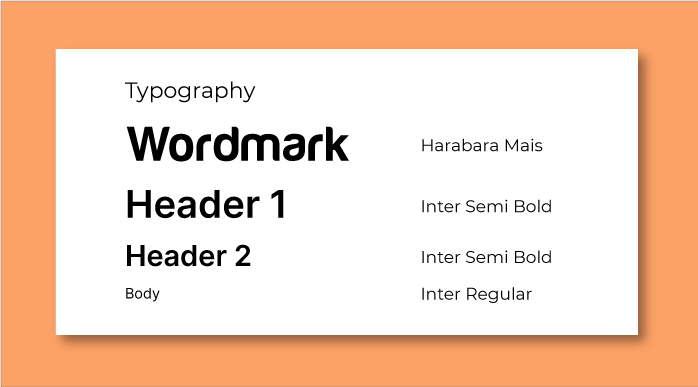 Typography
Wordmark Harabara Mais
Header 1 Inter Semi Bold
Header 2 Inter Semi Bold
Body Inter Regular